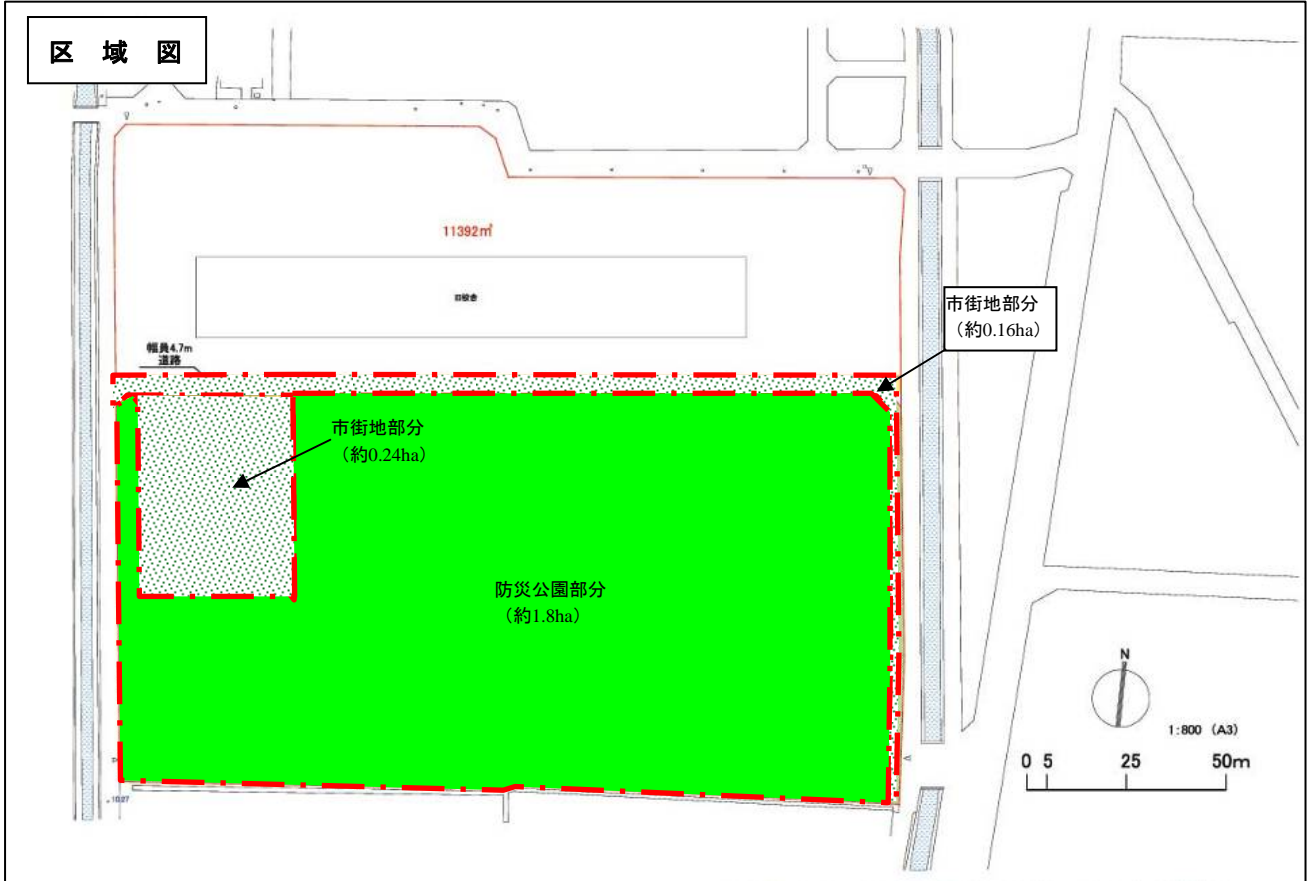 区 域 図
11392㎡
旧校舎
市街地部分
（約0.16ha）
幅員4.7m
道路
市街地部分
（約0.24ha）
防災公園部分
（約1.8ha）
N
1:800 (A3)
0 5 25 50m
10.27